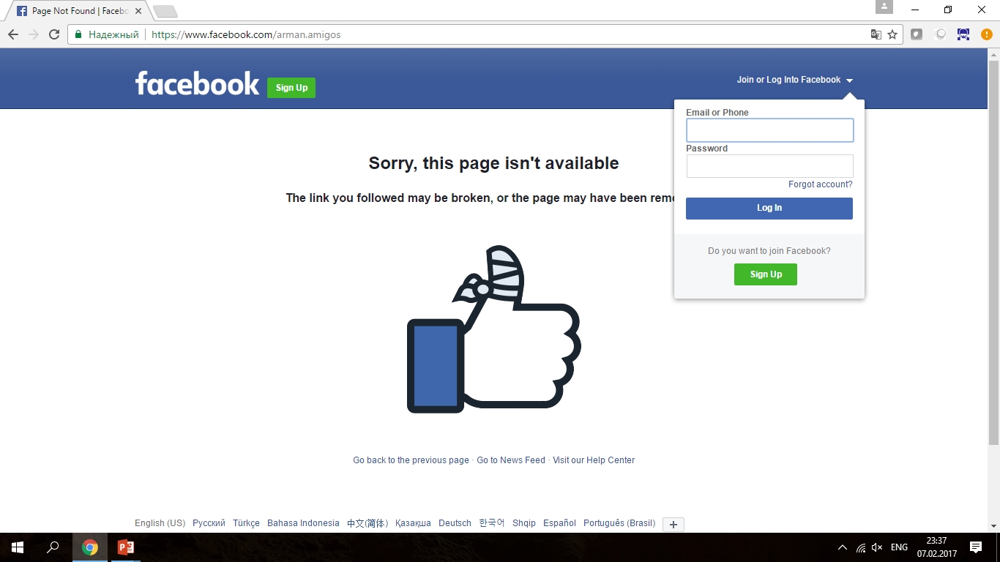 Page Not Found | Facebo
Надежный
https://www.facebook.com/arman.amigos
facebook
Sign Up
Join or Log Into Facebook
Email or Phone
Password
Forgot account?
Log In
Do you want to join Facebook?
Sign Up
Sorry, this page isn't available
The link you followed may be broken, or the page may have been remo
Go back to the previous page · Go to News Feed · Visit our Help Center
English (US) Русский Türkçe Bahasa Indonesia 中文(简体) Қазақша Deutsch 한국어 Shqip Español Português (Brasil)
ENG
23:37
07.02.2017